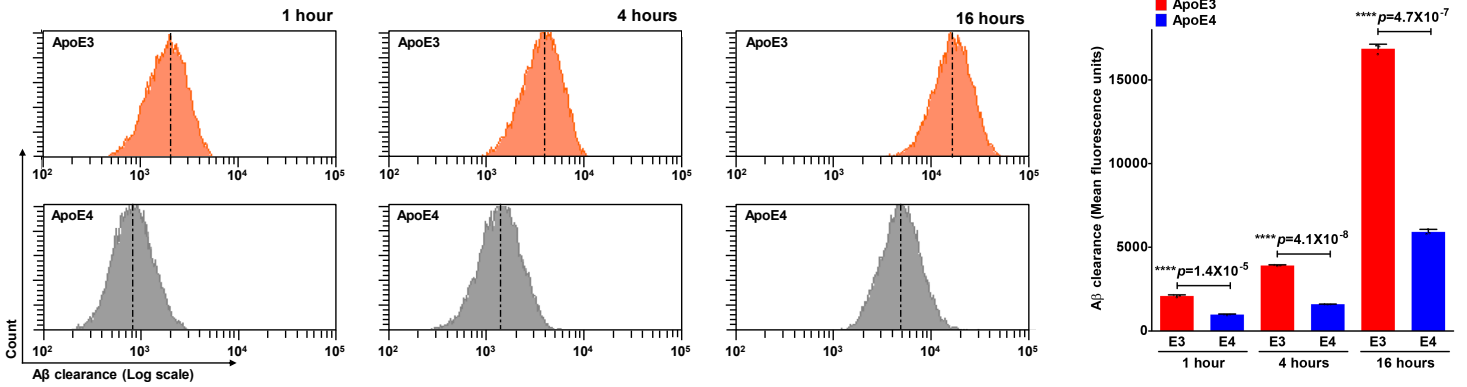 1 hour
4 hours
16 hours
ApoE3
ApoE3
ApoE3
10² 10³ 10⁴ 10⁵
10² 10³ 10⁴ 10⁵
10² 10³ 10⁴ 10⁵
ApoE4
ApoE4
ApoE4
10² 10³ 10⁴ 10⁵
10² 10³ 10⁴ 10⁵
10² 10³ 10⁴ 10⁵
Count
Aβ clearance (Log scale)
ApoE3
ApoE4
Aβ clearance (Mean fluorescence units)
15000
10000
5000
0
****p=1.4X10⁻⁵
****p=4.1X10⁻⁸
****p=4.7X10⁻⁷
E3 E4 E3 E4 E3 E4
1 hour 4 hours 16 hours